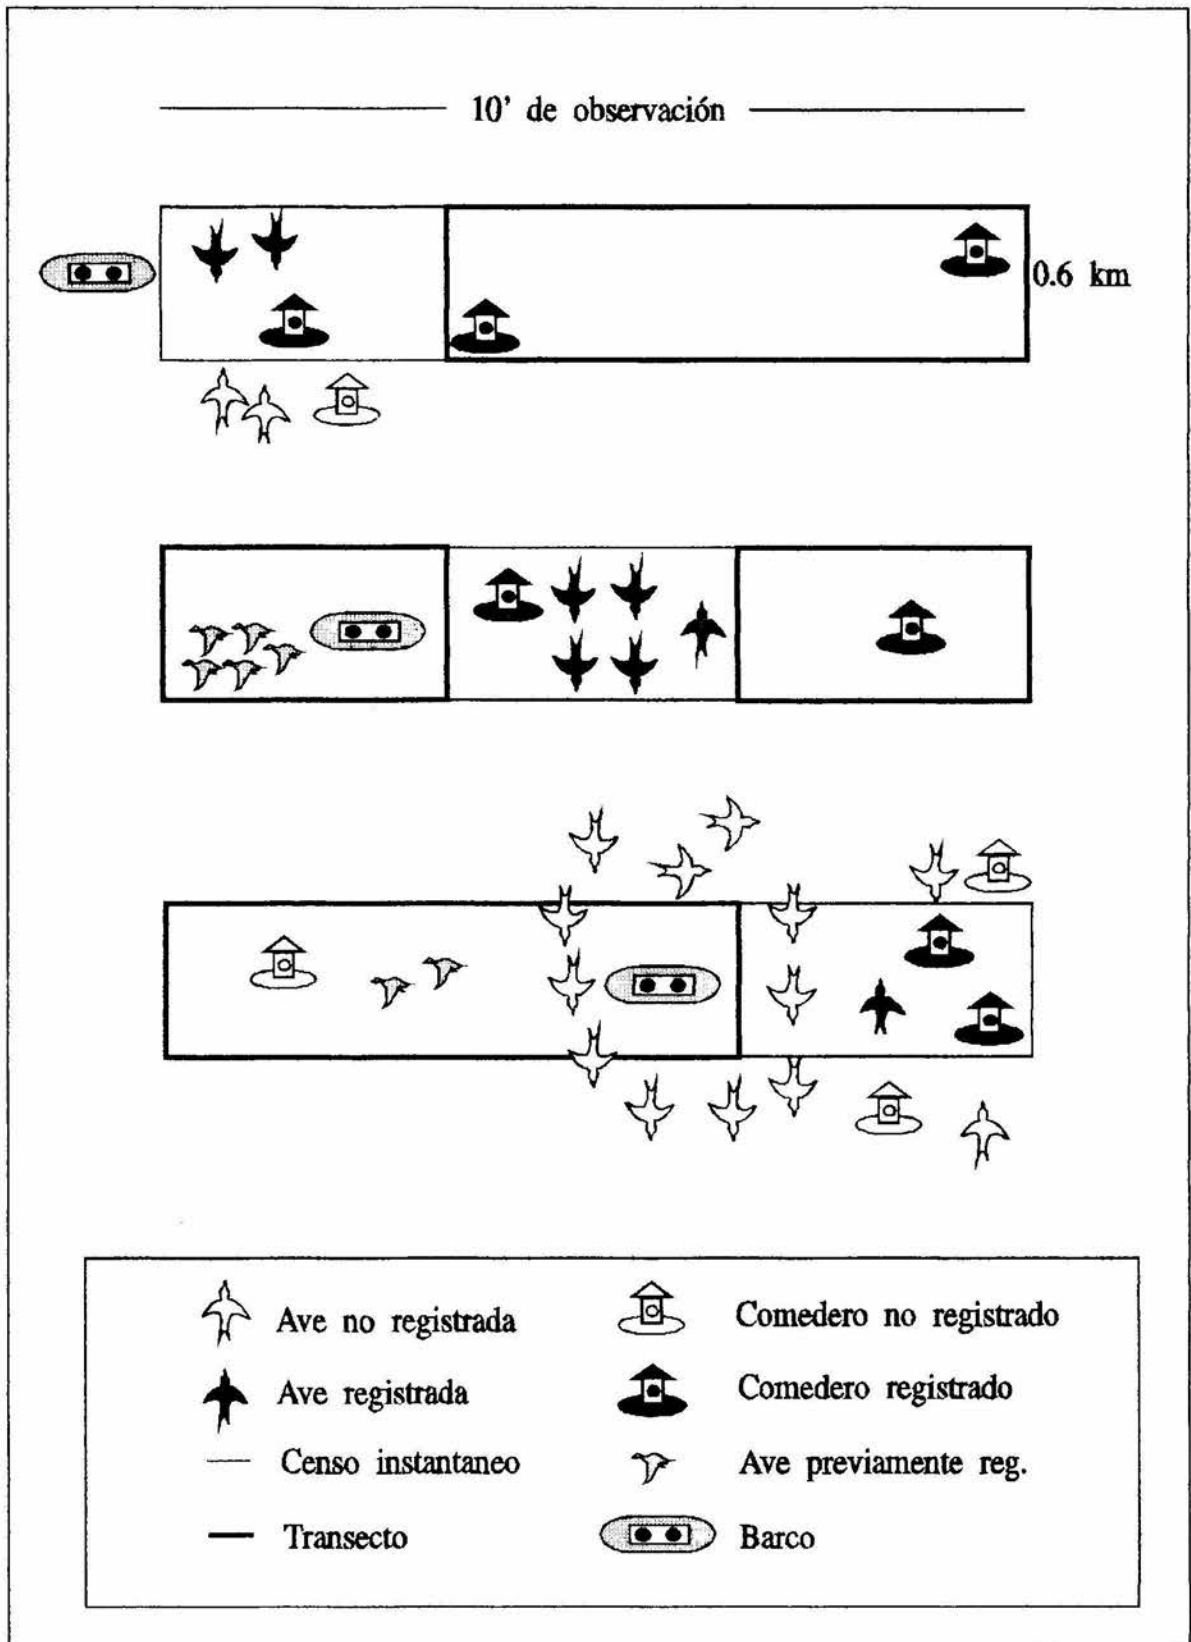 10' de observación
0.6 km
Ave no registrada
Comedero no registrado
Ave registrada
Comedero registrado
Censo instantaneo
Ave previamente reg.
Transecto
Barco